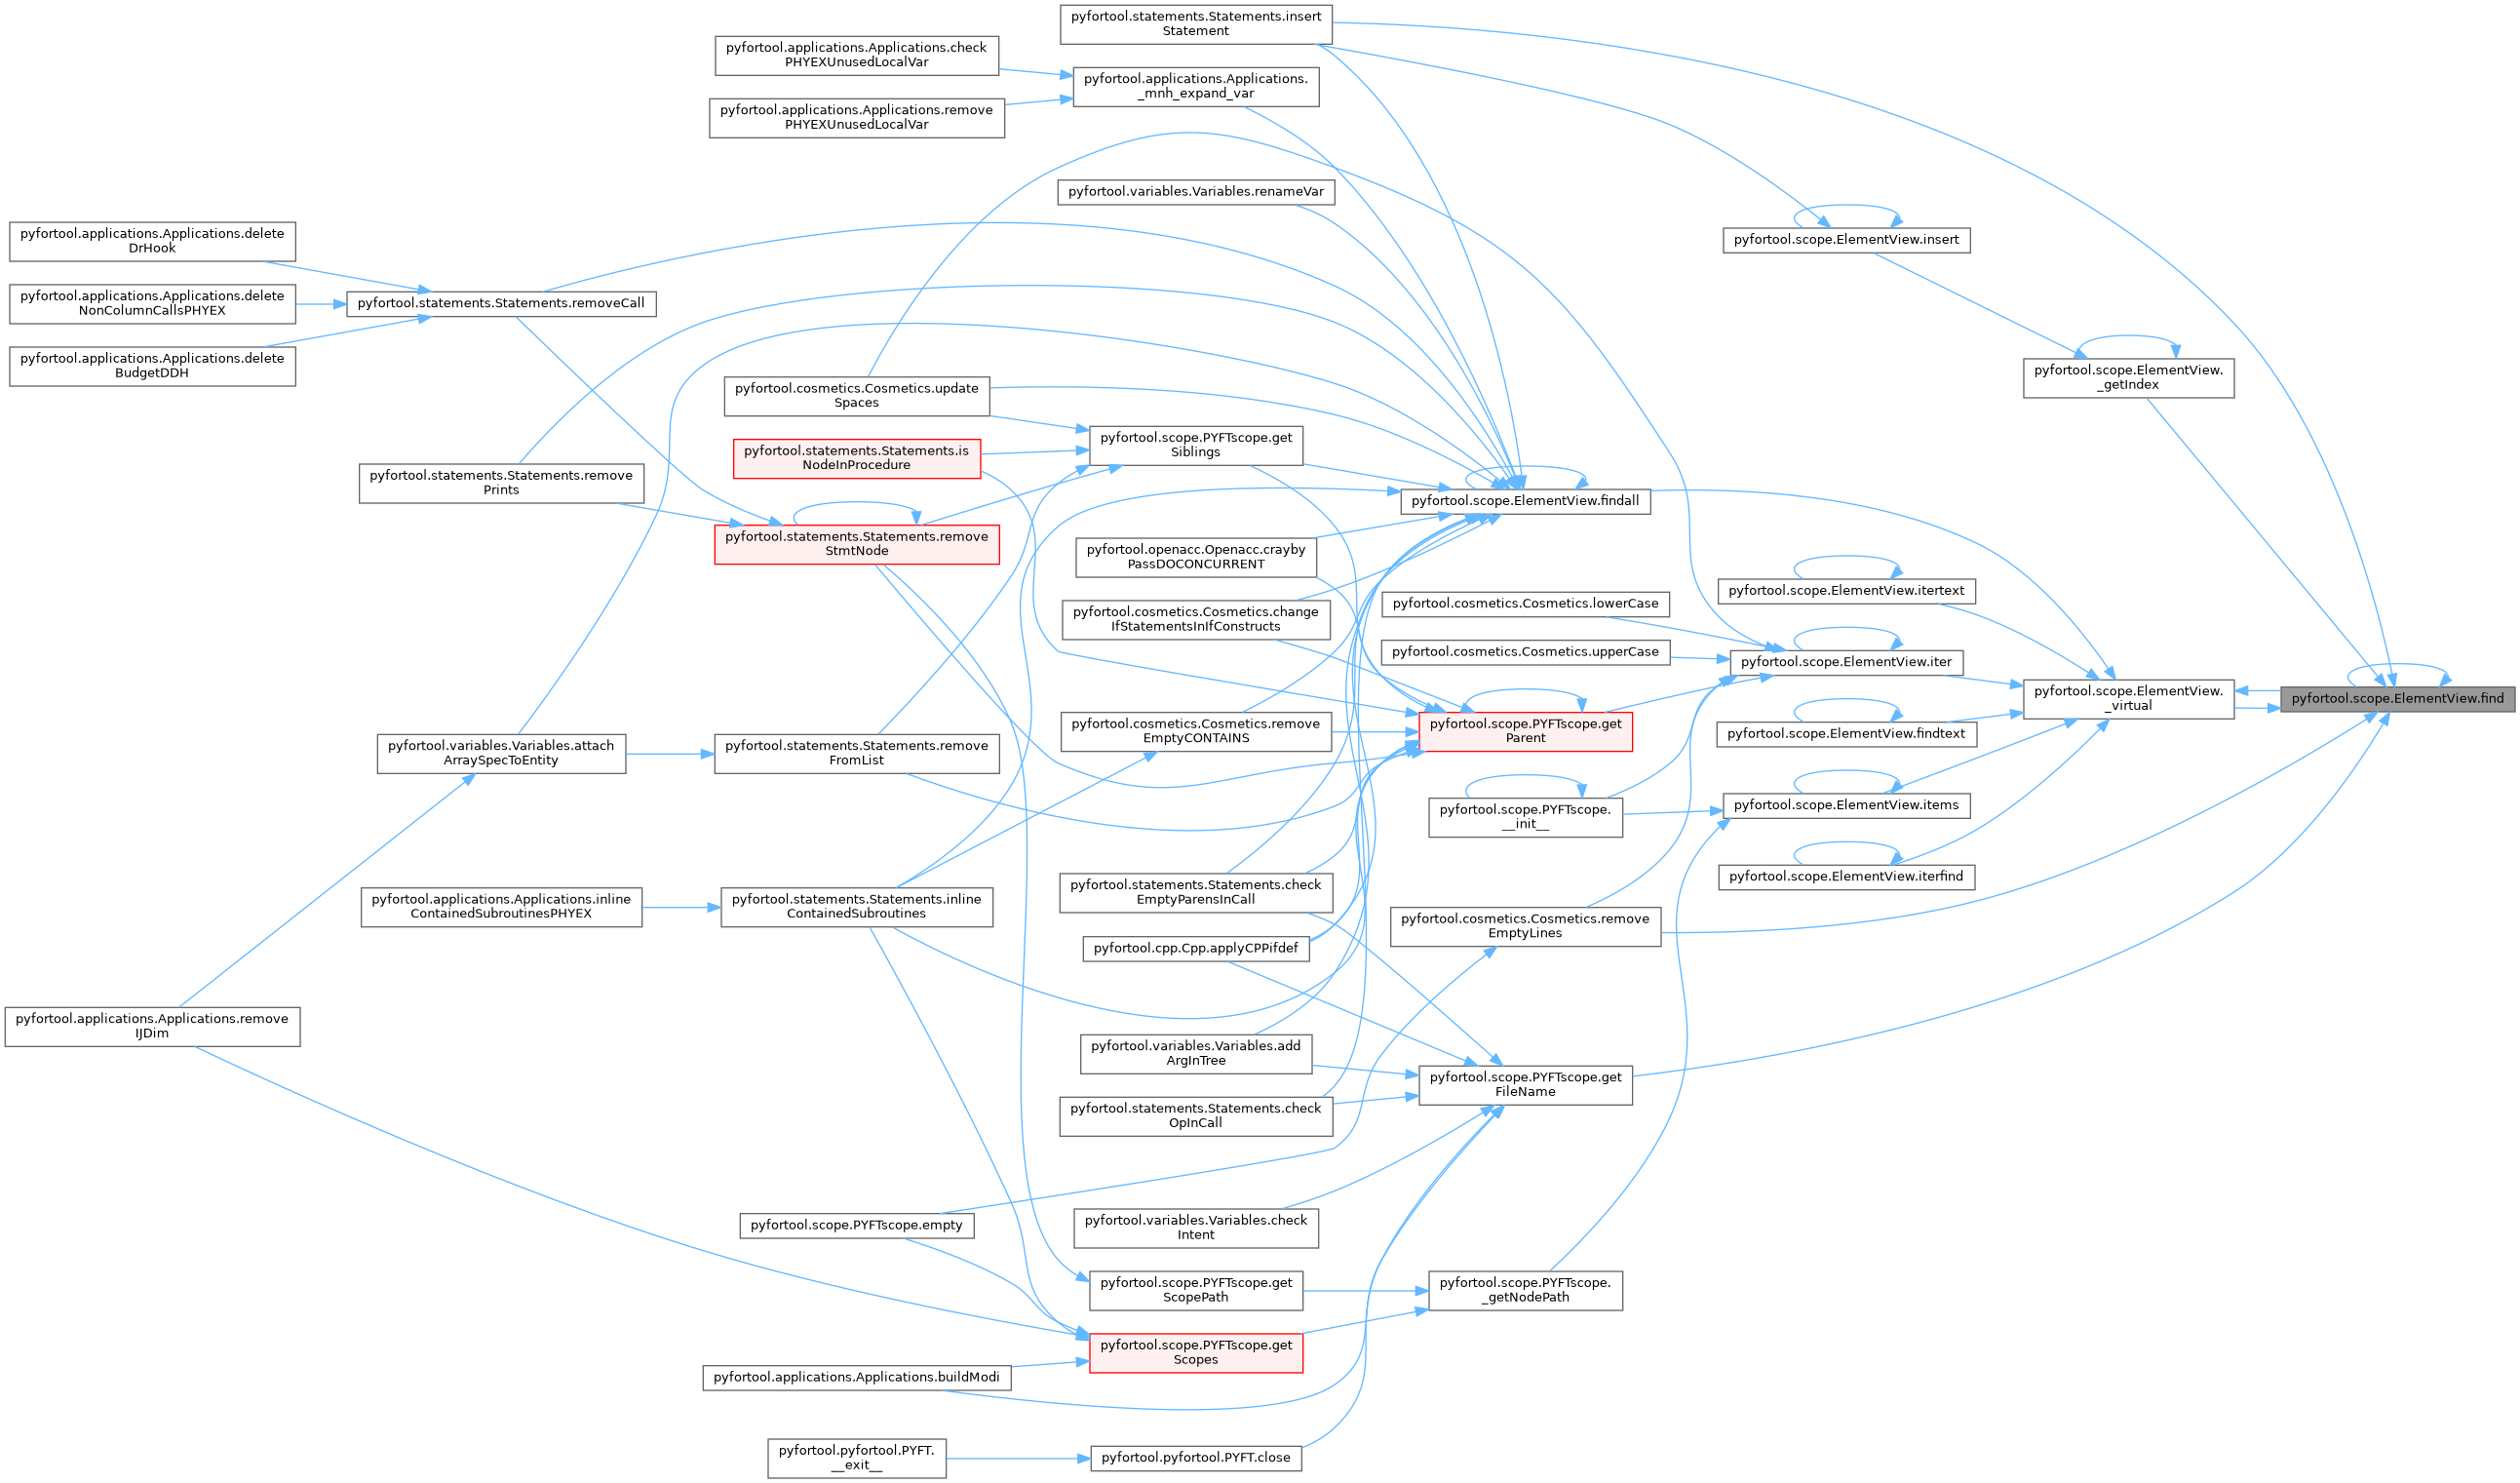 pyfortool.statements.Statements.insert
Statement
pyfortool.applications.Applications.check
PHYEXUnusedLocalVar
pyfortool.applications.Applications.
_mnh_expand_var
pyfortool.applications.Applications.remove
PHYEXUnusedLocalVar
pyfortool.variables.Variables.renameVar
pyfortool.applications.Applications.delete
DrHook
pyfortool.scope.ElementView.insert
pyfortool.applications.Applications.delete
NonColumnCallsPHYEX
pyfortool.statements.Statements.removeCall
pyfortool.applications.Applications.delete
BudgetDDH
pyfortool.scope.ElementView.
_getIndex
pyfortool.cosmetics.Cosmetics.update
Spaces
pyfortool.scope.PYFTscope.get
Siblings
pyfortool.statements.Statements.is
NodeInProcedure
pyfortool.statements.Statements.remove
Prints
pyfortool.scope.ElementView.findall
pyfortool.statements.Statements.remove
StmtNode
pyfortool.openacc.Openacc.crayby
PassDOCONCURRENT
pyfortool.scope.ElementView.itertext
pyfortool.cosmetics.Cosmetics.lowerCase
pyfortool.cosmetics.Cosmetics.change
IfStatementsInIfConstructs
pyfortool.cosmetics.Cosmetics.upperCase
pyfortool.scope.ElementView.iter
pyfortool.scope.ElementView.
_virtual
pyfortool.scope.ElementView.find
pyfortool.cosmetics.Cosmetics.remove
EmptyCONTAINS
pyfortool.scope.PYFTscope.get
Parent
pyfortool.scope.ElementView.findtext
pyfortool.variables.Variables.attach
ArraySpecToEntity
pyfortool.statements.Statements.remove
FromList
pyfortool.scope.PYFTscope.
__init__
pyfortool.scope.ElementView.items
pyfortool.scope.ElementView.iterfind
pyfortool.statements.Statements.check
EmptyParensInCall
pyfortool.applications.Applications.inline
ContainedSubroutinesPHYEX
pyfortool.statements.Statements.inline
ContainedSubroutines
pyfortool.cosmetics.Cosmetics.remove
EmptyLines
pyfortool.cpp.Cpp.applyCPPifdef
pyfortool.applications.Applications.remove
IJDim
pyfortool.variables.Variables.add
ArgInTree
pyfortool.scope.PYFTscope.get
FileName
pyfortool.statements.Statements.check
OpInCall
pyfortool.scope.PYFTscope.empty
pyfortool.variables.Variables.check
Intent
pyfortool.scope.PYFTscope.get
ScopePath
pyfortool.scope.PYFTscope.
_getNodePath
pyfortool.scope.PYFTscope.get
Scopes
pyfortool.applications.Applications.buildModi
pyfortool.pyfortool.PYFT.
__exit__
pyfortool.pyfortool.PYFT.close